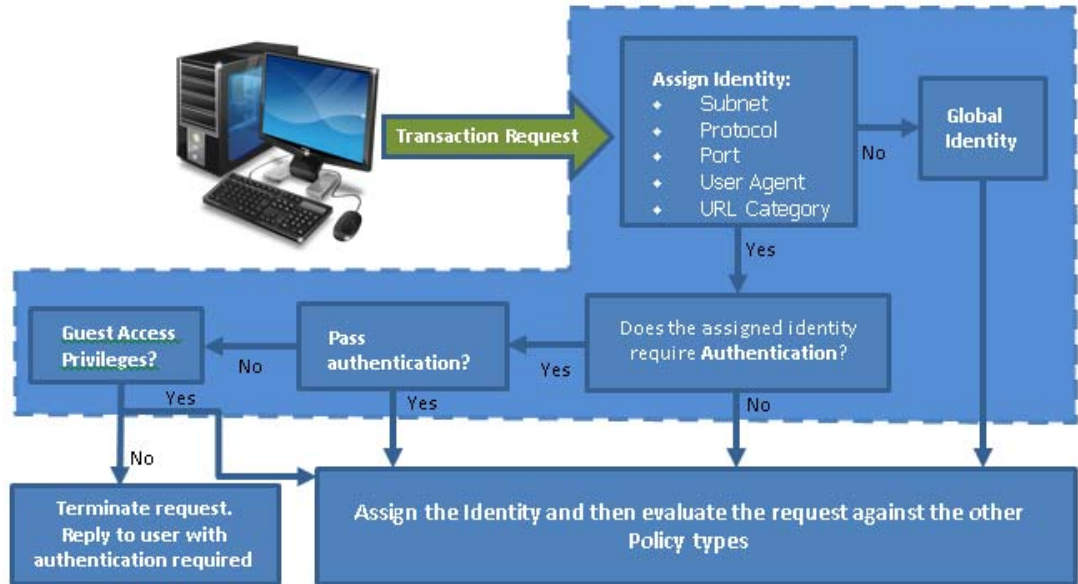 Transaction Request
Assign Identity:
◆ Subnet
◆ Protocol
◆ Port
◆ User Agent
◆ URL Category
No
Global
Identity
Yes
Guest Access
Privileges?
No
Pass
authentication?
Yes
Does the assigned identity
require Authentication?
Yes
Yes
No
No
Terminate request.
Reply to user with
authentication required
Assign the Identity and then evaluate the request against the other
Policy types